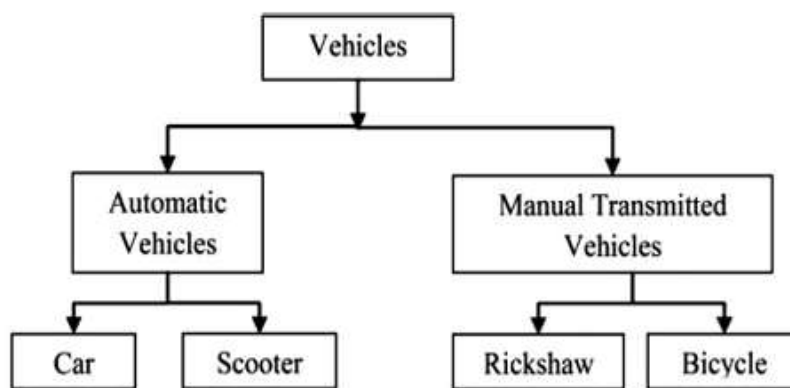 Vehicles
Automatic
Vehicles
Manual Transmitted
Vehicles
Car
Scooter
Rickshaw
Bicycle